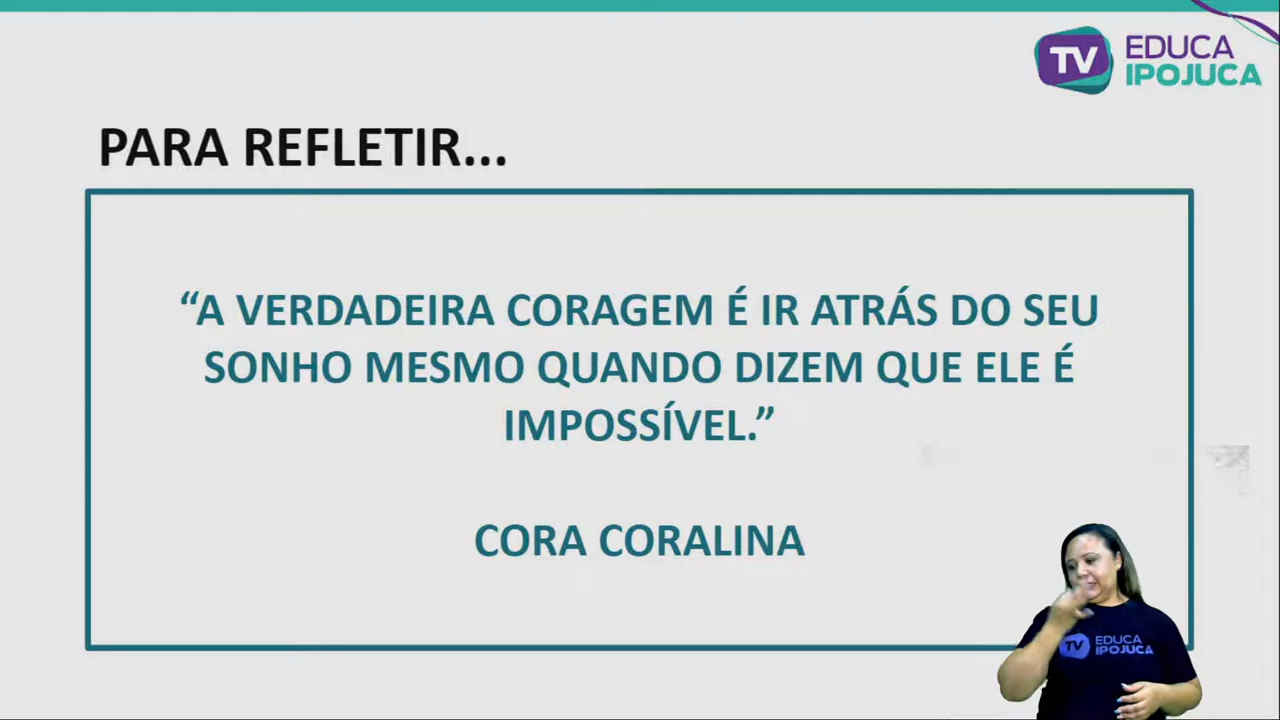 TV EDUCA
IPOJUCA
PARA REFLETIR...
“A VERDADEIRA CORAGEM É IR ATRÁS DO SEU
SONHO MESMO QUANDO DIZEM QUE ELE É
IMPOSSÍVEL.”
CORA CORALINA
TV EDUCA
IPOJUCA